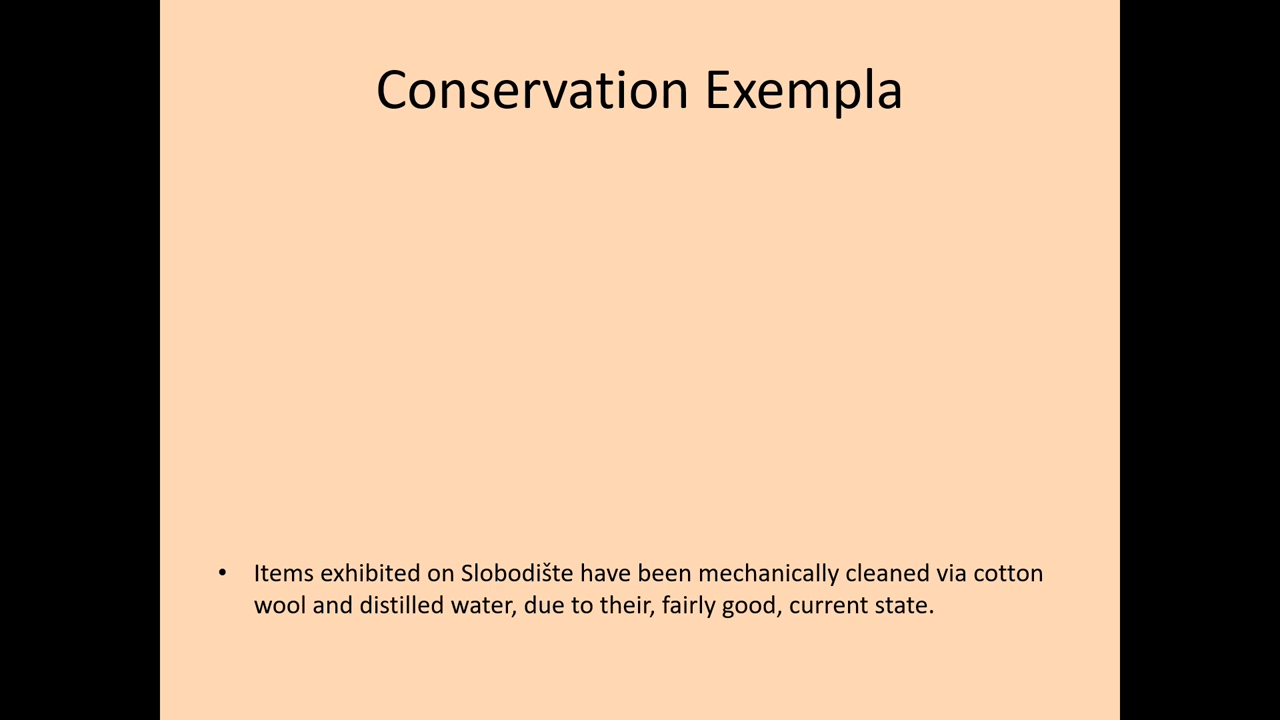 Conservation Exempla
• Items exhibited on Slobodište have been mechanically cleaned via cotton
wool and distilled water, due to their, fairly good, current state.